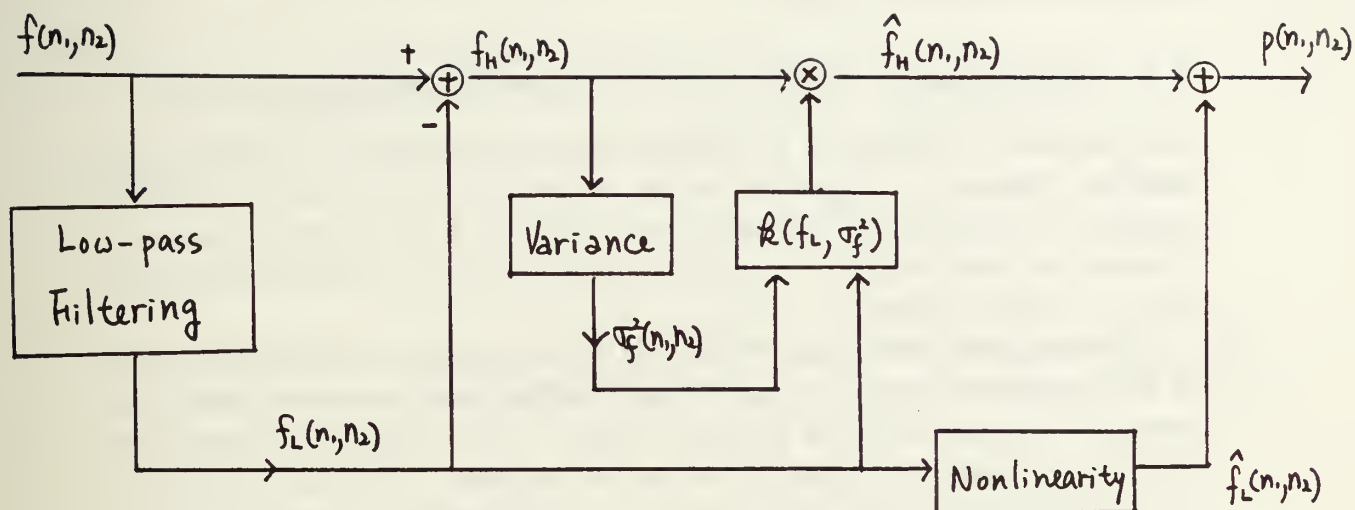 f(n₁,n₂)
+
-
+
f_H(n₁,n₂)
×
f̂_H(n₁,n₂)
+
p(n₁,n₂)
Low-pass
Filtering
Variance
k(f_L, σ_f²)
σ_f²(n₁,n₂)
f_L(n₁,n₂)
Nonlinearity
f̂_L(n₁,n₂)